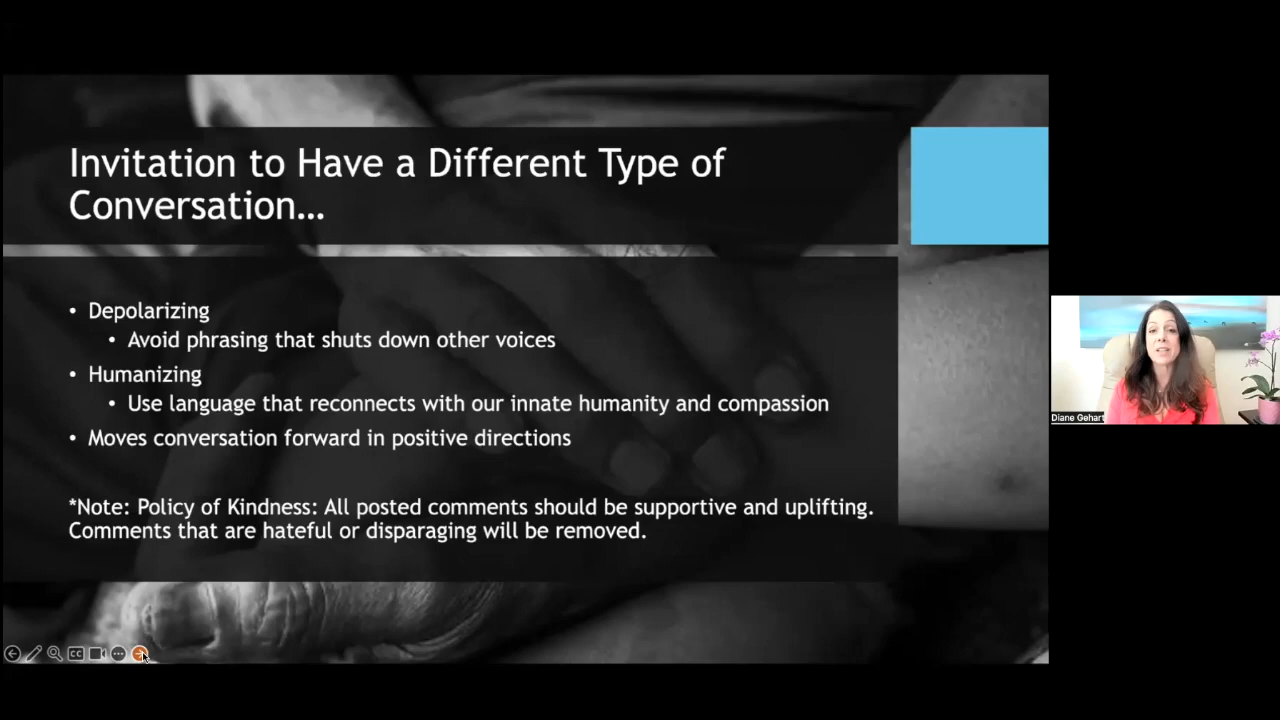 Invitation to Have a Different Type of
Conversation...
• Depolarizing
• Avoid phrasing that shuts down other voices
• Humanizing
• Use language that reconnects with our innate humanity and compassion
• Moves conversation forward in positive directions
*Note: Policy of Kindness: All posted comments should be supportive and uplifting.
Comments that are hateful or disparaging will be removed.
Diane Gehart
CC